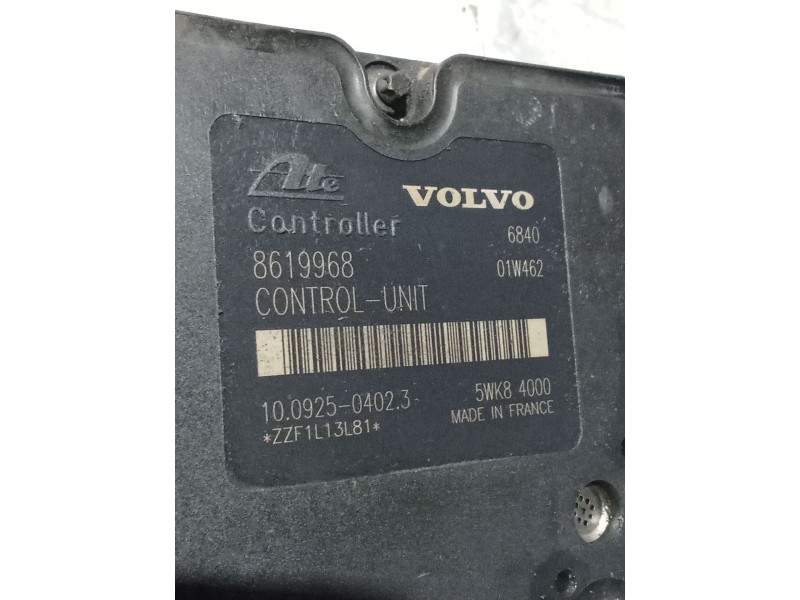 Ate
VOLVO
Controller
6840
8619968
01W462
CONTROL-UNIT
10.0925-0402.3
5WK8 4000
*ZZF1L13L81*
MADE IN FRANCE